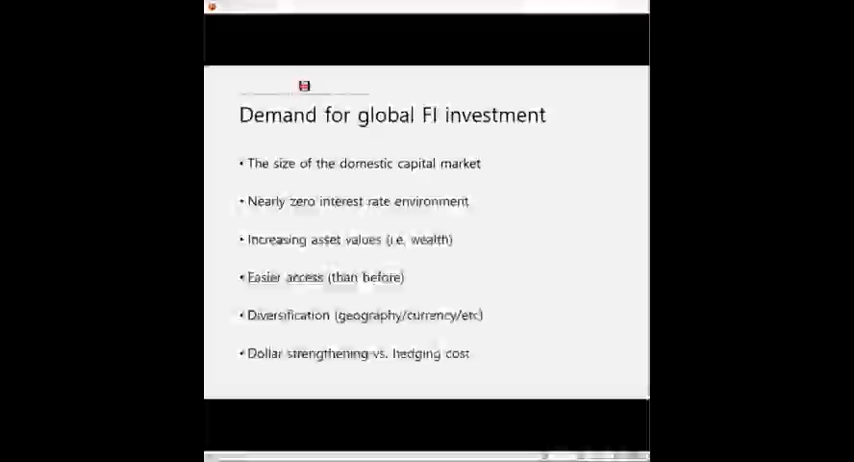 Demand for global FI investment
• The size of the domestic capital market
• Nearly zero interest rate environment
• Increasing asset values (i.e. wealth)
• Easier access (than before)
• Diversification (geography/currency/etc)
• Dollar strengthening vs. hedging cost